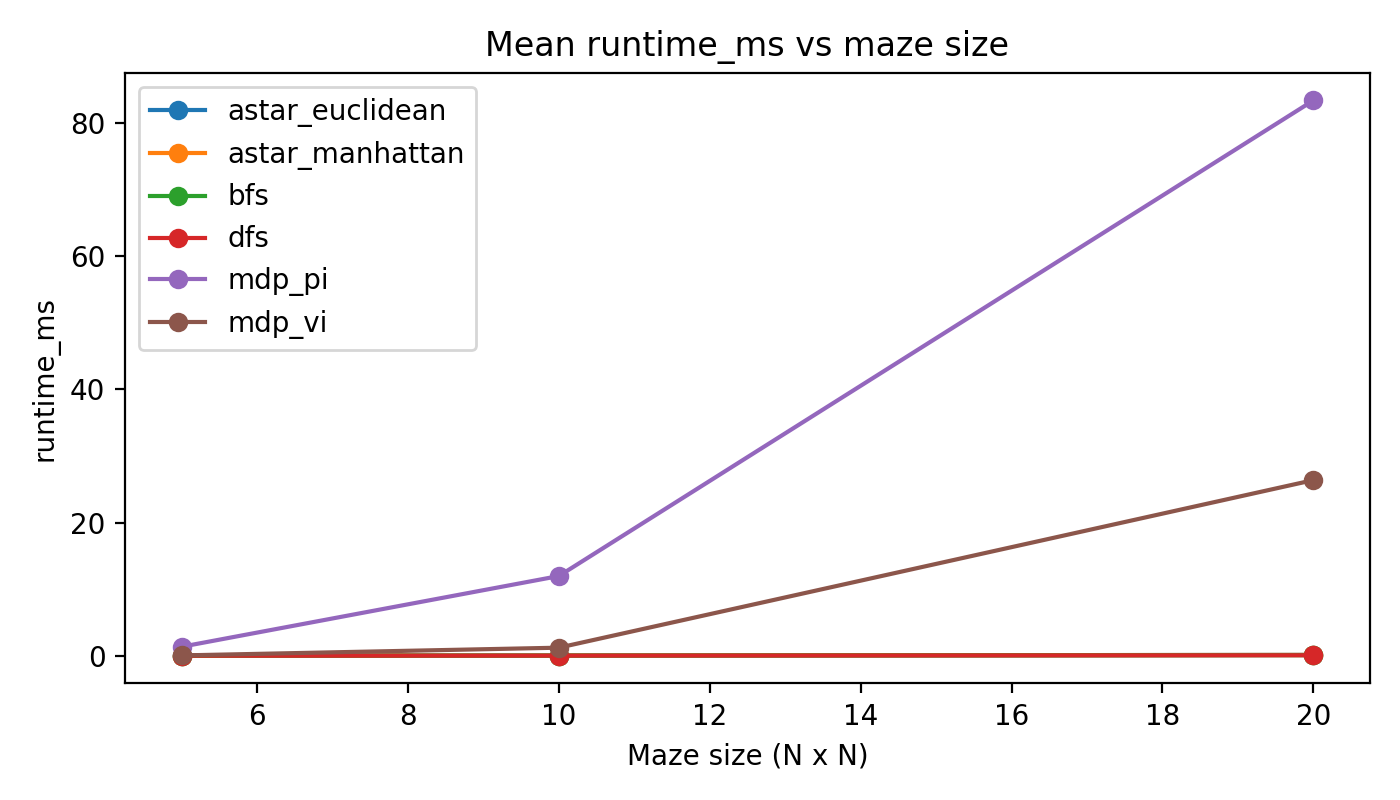 Mean runtime_ms vs maze size
astar_euclidean
astar_manhattan
bfs
dfs
mdp_pi
mdp_vi
runtime_ms
80
60
40
20
0
6 8 10 12 14 16 18 20
Maze size (N x N)